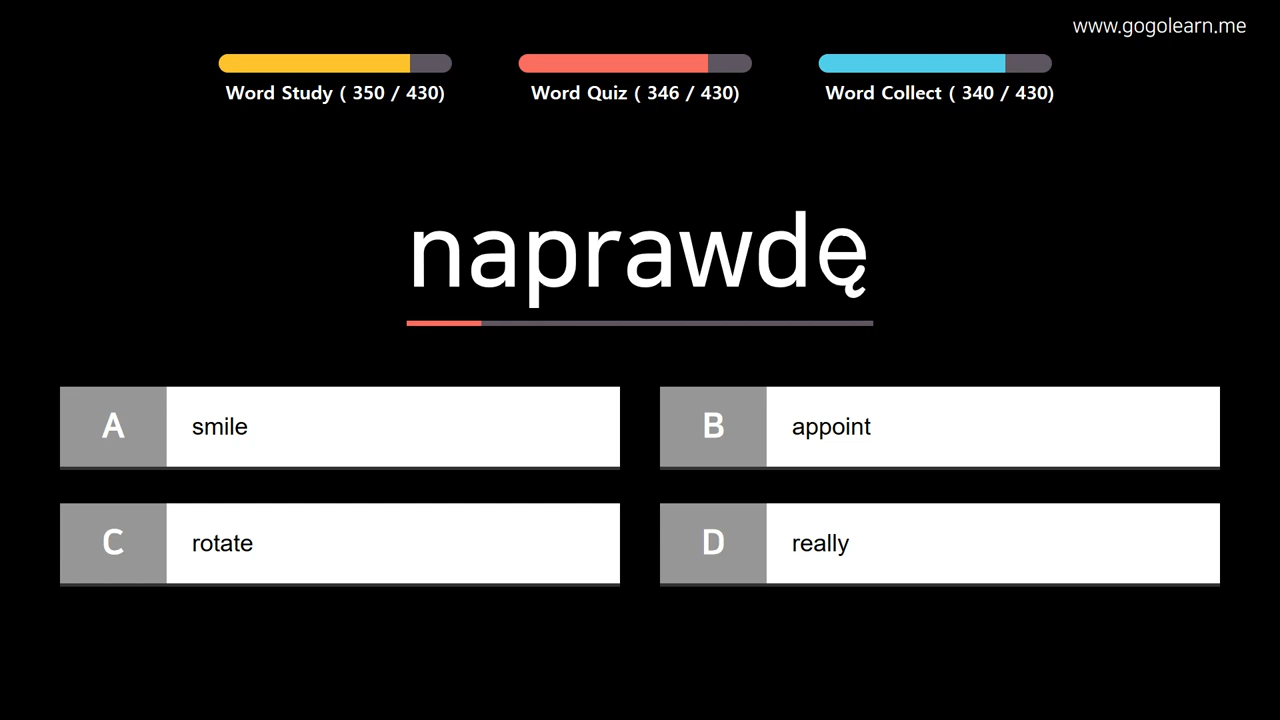 www.gogolearn.me
Word Study ( 350 / 430)
Word Quiz ( 346 / 430)
Word Collect ( 340 / 430)
naprawdę
A smile
B appoint
C rotate
D really